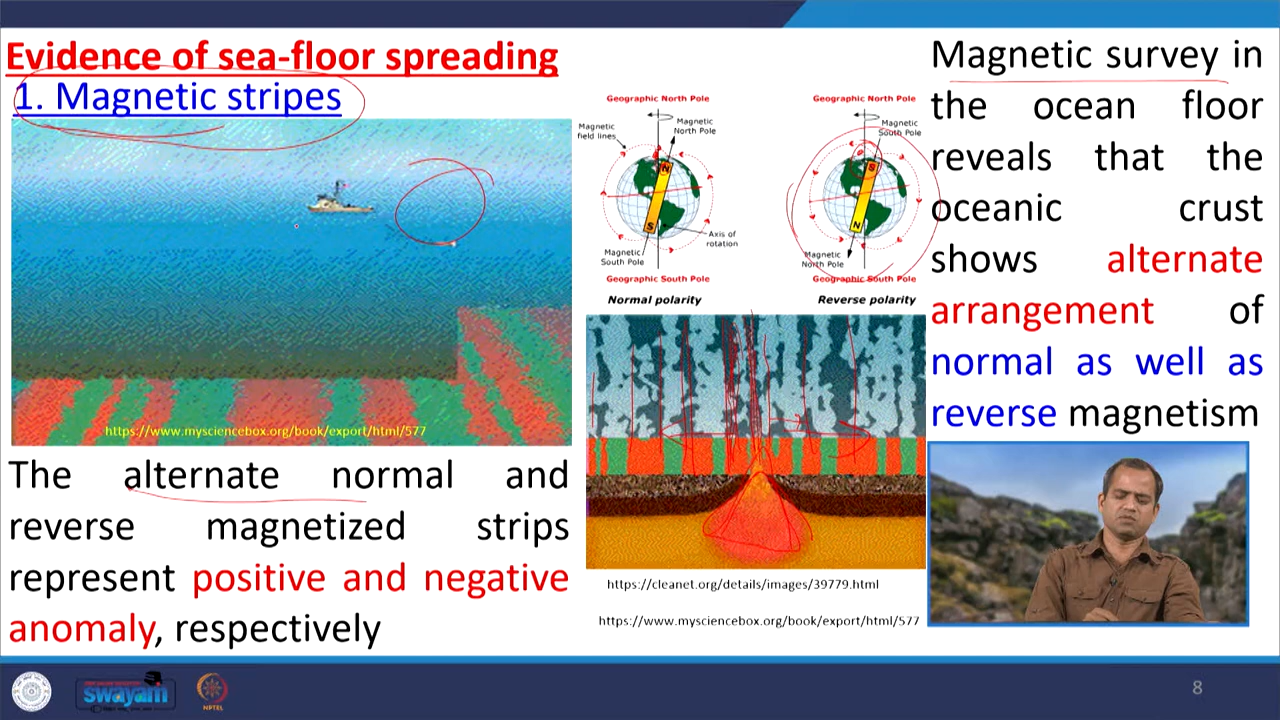 Evidence of sea-floor spreading
1. Magnetic stripes
https://www.mysciencebox.org/book/export/html/577
The alternate normal and
reverse magnetized strips
represent positive and negative
anomaly, respectively
Geographic North Pole
Magnetic
field lines
Magnetic
North Pole
N
S
Axis of
rotation
Magnetic
South Pole
Geographic South Pole
Normal polarity
Geographic North Pole
Magnetic
South Pole
S
N
Magnetic
North Pole
Geographic South Pole
Reverse polarity
https://cleanet.org/details/images/39779.html
https://www.mysciencebox.org/book/export/html/577
Magnetic survey in
the ocean floor
reveals that the
oceanic crust
shows alternate
arrangement of
normal as well as
reverse magnetism
swayam
NPTEL
8